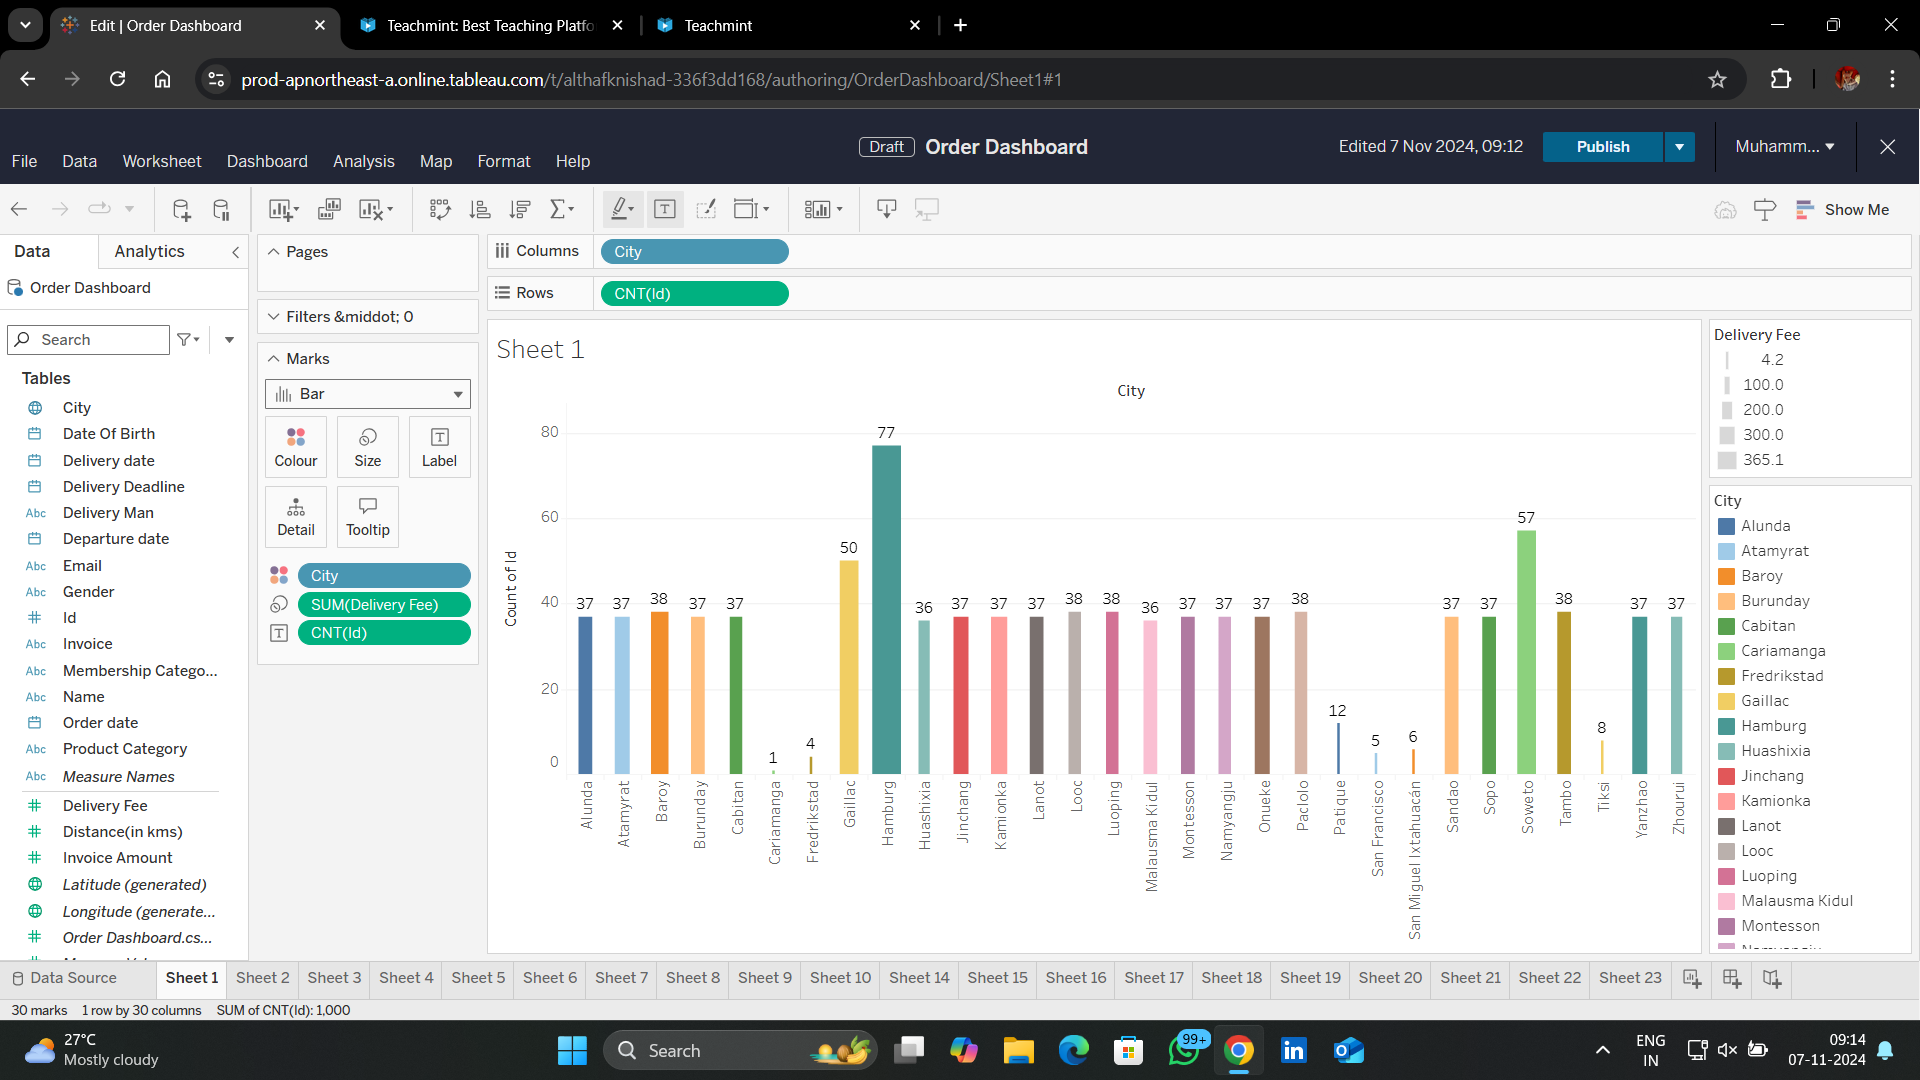 Edit | Order Dashboard
Teachmint: Best Teaching Platfo
Teachmint
prod-apnortheast-a.online.tableau.com/t/althafknishad-336f3dd168/authoring/OrderDashboard/Sheet1#1
Draft Order Dashboard
Edited 7 Nov 2024, 09:12
Publish
Muhamm...
File Data Worksheet Dashboard Analysis Map Format Help
Show Me
Data
Analytics
Order Dashboard
Search
Tables
City
Date Of Birth
Delivery date
Delivery Deadline
Abc Delivery Man
Departure date
Abc Email
Abc Gender
Id
Abc Invoice
Abc Membership Catego...
Abc Name
Order date
Abc Product Category
Abc Measure Names
Delivery Fee
Distance(in kms)
Invoice Amount
Latitude (generated)
Longitude (generate...
Order Dashboard.cs...
Pages
Filters &middot; 0
Marks
Bar
Colour Size Label
Detail Tooltip
City
SUM(Delivery Fee)
CNT(Id)
Columns City
Rows CNT(Id)
Sheet 1
City
Count of Id
80
60
40
20
0
37 37 38 37 37 1 4 50 77 36 37 37 37 38 38 36 37 37 37 38 12 5 6 37 37 57 38 8 37 37
Alunda
Atamyrat
Baroy
Burunday
Cabitan
Cariamanga
Fredrikstad
Gaillac
Hamburg
Huashixia
Jinchang
Kamionka
Lanot
Looc
Luoping
Malausma Kidul
Montesson
Namyangju
Onueke
Paclolo
Patique
San Francisco
San Miguel Ixtahuacán
Sandao
Sopo
Soweto
Tambo
Tiksi
Yanzhao
Zhourui
Delivery Fee
4.2
100.0
200.0
300.0
365.1
City
Alunda
Atamyrat
Baroy
Burunday
Cabitan
Cariamanga
Fredrikstad
Gaillac
Hamburg
Huashixia
Jinchang
Kamionka
Lanot
Looc
Luoping
Malausma Kidul
Montesson
Data Source Sheet 1 Sheet 2 Sheet 3 Sheet 4 Sheet 5 Sheet 6 Sheet 7 Sheet 8 Sheet 9 Sheet 10 Sheet 14 Sheet 15 Sheet 16 Sheet 17 Sheet 18 Sheet 19 Sheet 20 Sheet 21 Sheet 22 Sheet 23
30 marks 1 row by 30 columns SUM of CNT(Id): 1,000
27°C
Mostly cloudy
Search
99+
ENG
IN
09:14
07-11-2024